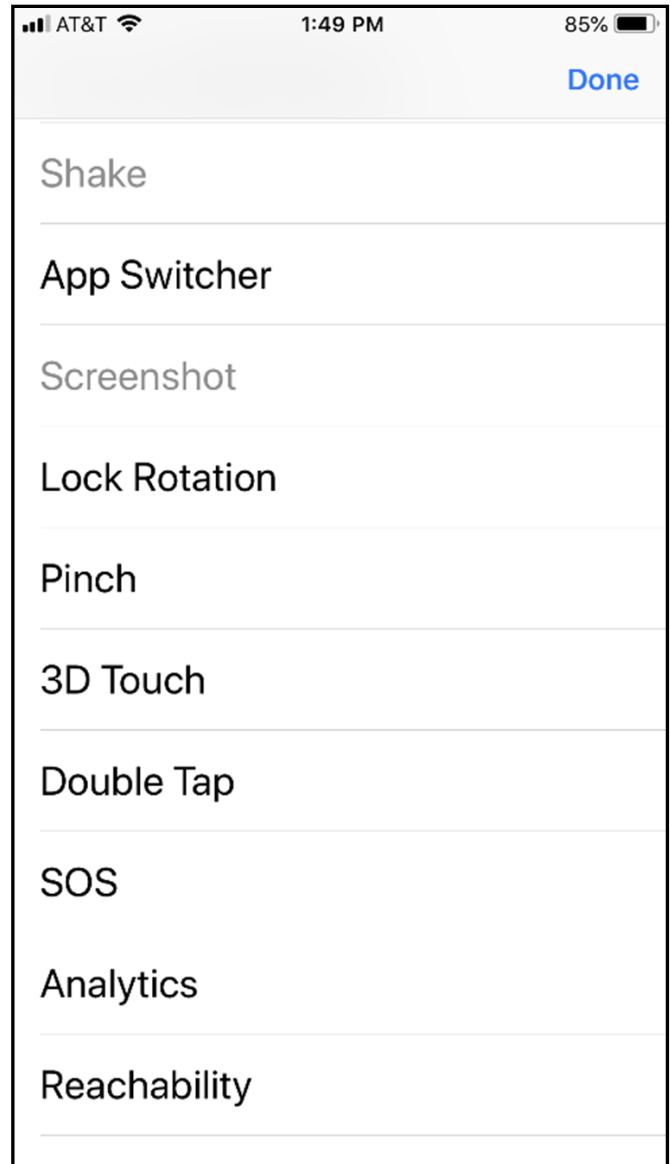 AT&T 1:49 PM 85%
Done
Shake
App Switcher
Screenshot
Lock Rotation
Pinch
3D Touch
Double Tap
SOS
Analytics
Reachability